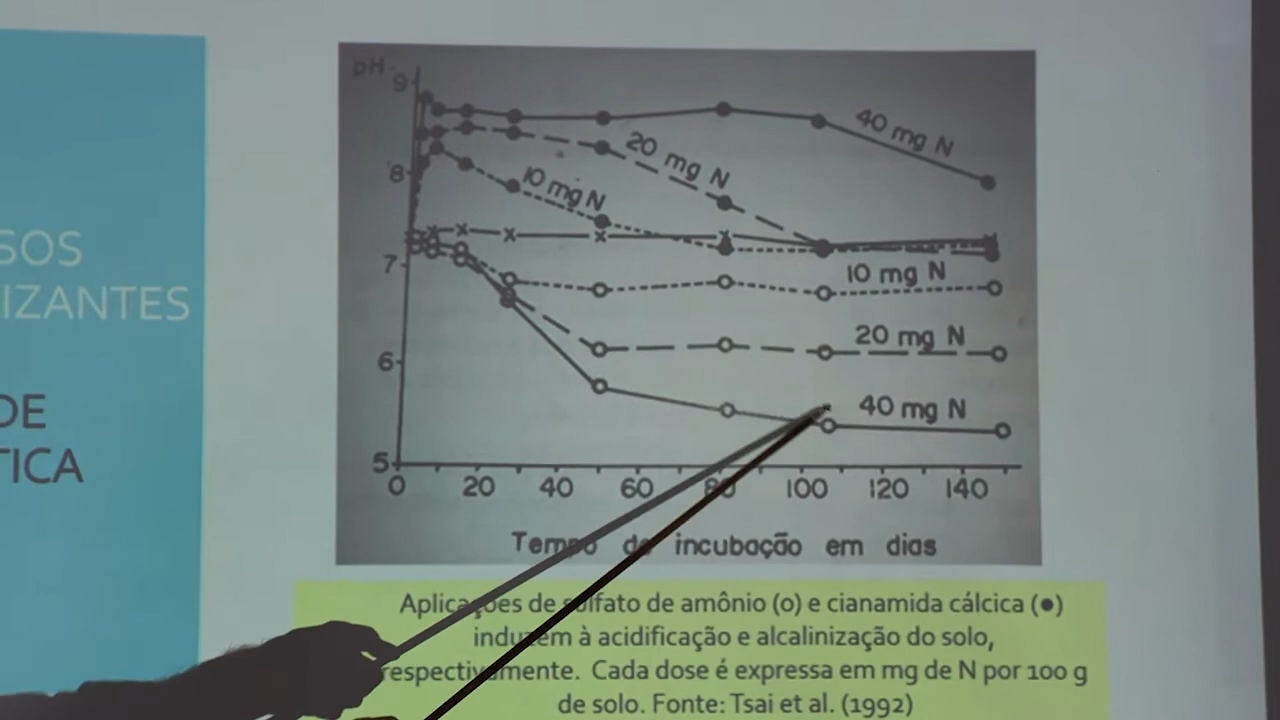 SOS
IZANTES
DE
TICA
pH
9
8
7
6
5
40 mg N
20 mg N
10 mg N
10 mg N
20 mg N
40 mg N
0 20 40 60 80 100 120 140
Tempo de incubação em dias
Aplicações de sulfato de amônio (o) e cianamida cálcica (●)
induzem à acidificação e alcalinização do solo,
respectivamente. Cada dose é expressa em mg de N por 100 g
de solo. Fonte: Tsai et al. (1992)